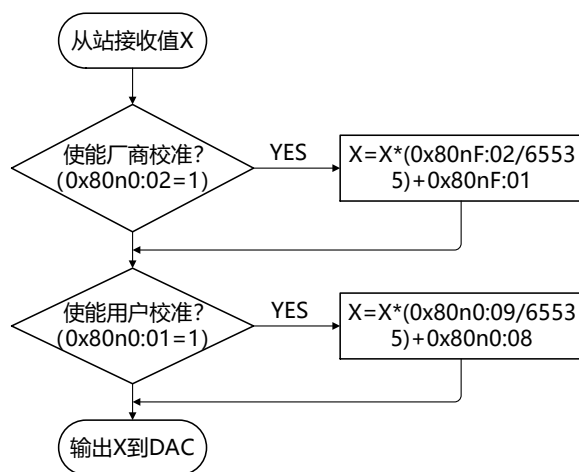 从站接收值X
使能厂商校准？
(0x80n0:02=1)
YES
X=X*(0x80nF:02/6553
5)+0x80nF:01
使能用户校准？
(0x80n0:01=1)
YES
X=X*(0x80n0:09/6553
5)+0x80n0:08
输出X到DAC